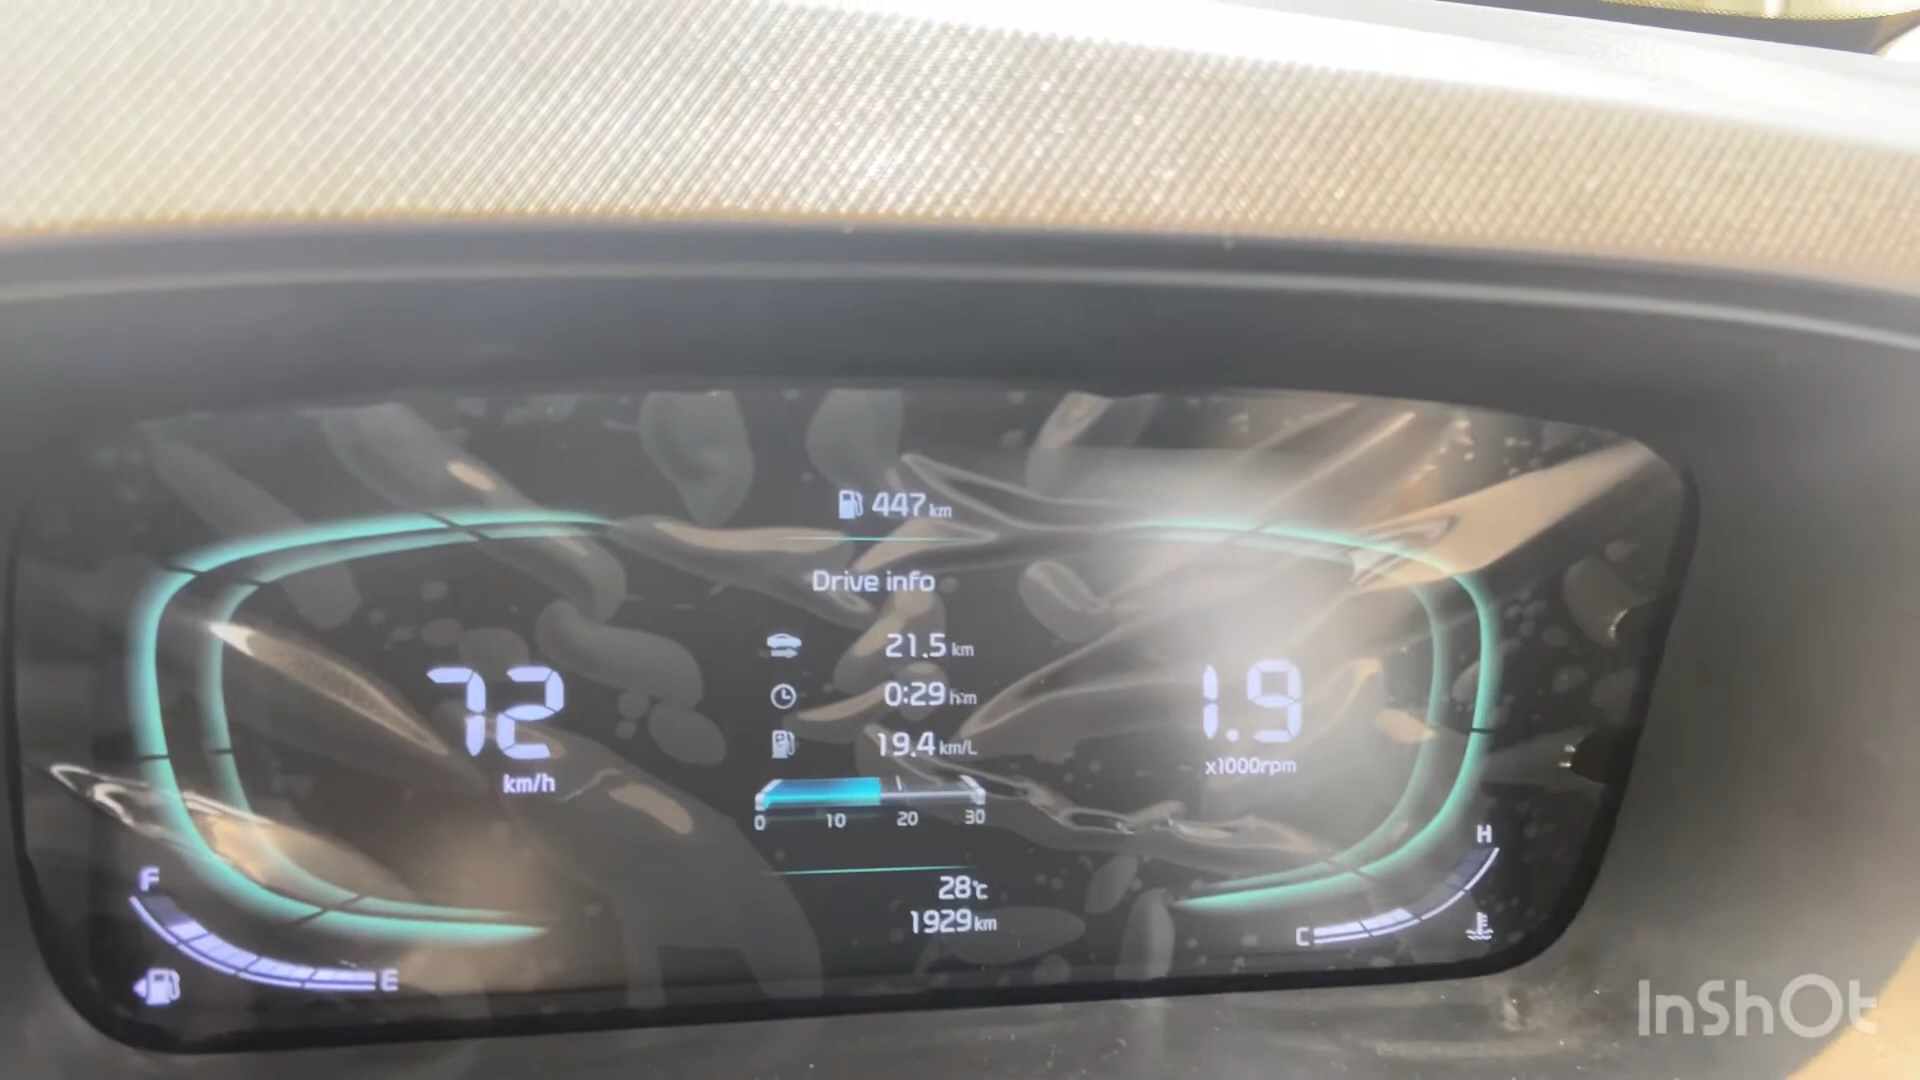 447 km
Drive info
21.5 km
0:29 h:m
19.4 km/L
0 10 20 30
72
km/h
1.9
x1000rpm
28°C
1929 km
F
E
H
C
InShOt